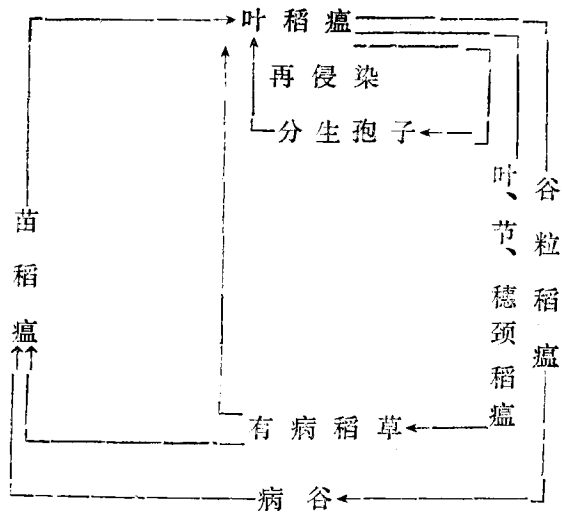 叶稻瘟
再侵染
分生孢子
叶、节、穗颈稻瘟
谷粒稻瘟
苗稻瘟
有病稻草
病谷